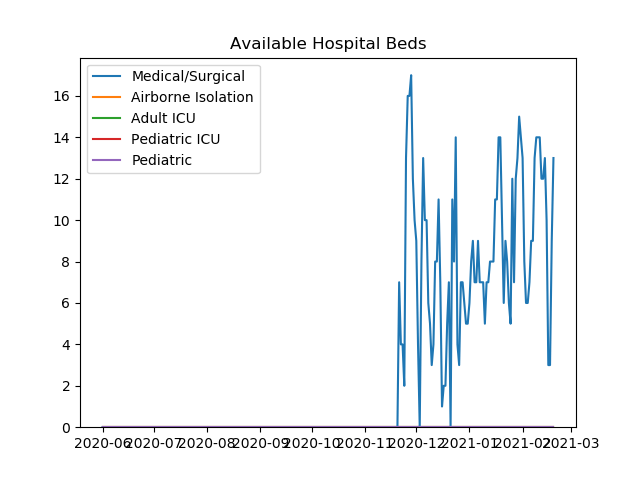 Available Hospital Beds
Medical/Surgical
Airborne Isolation
Adult ICU
Pediatric ICU
Pediatric
16
14
12
10
8
6
4
2
0
2020-06 2020-07 2020-08 2020-09 2020-10 2020-11 2020-12 2021-01 2021-02 2021-03